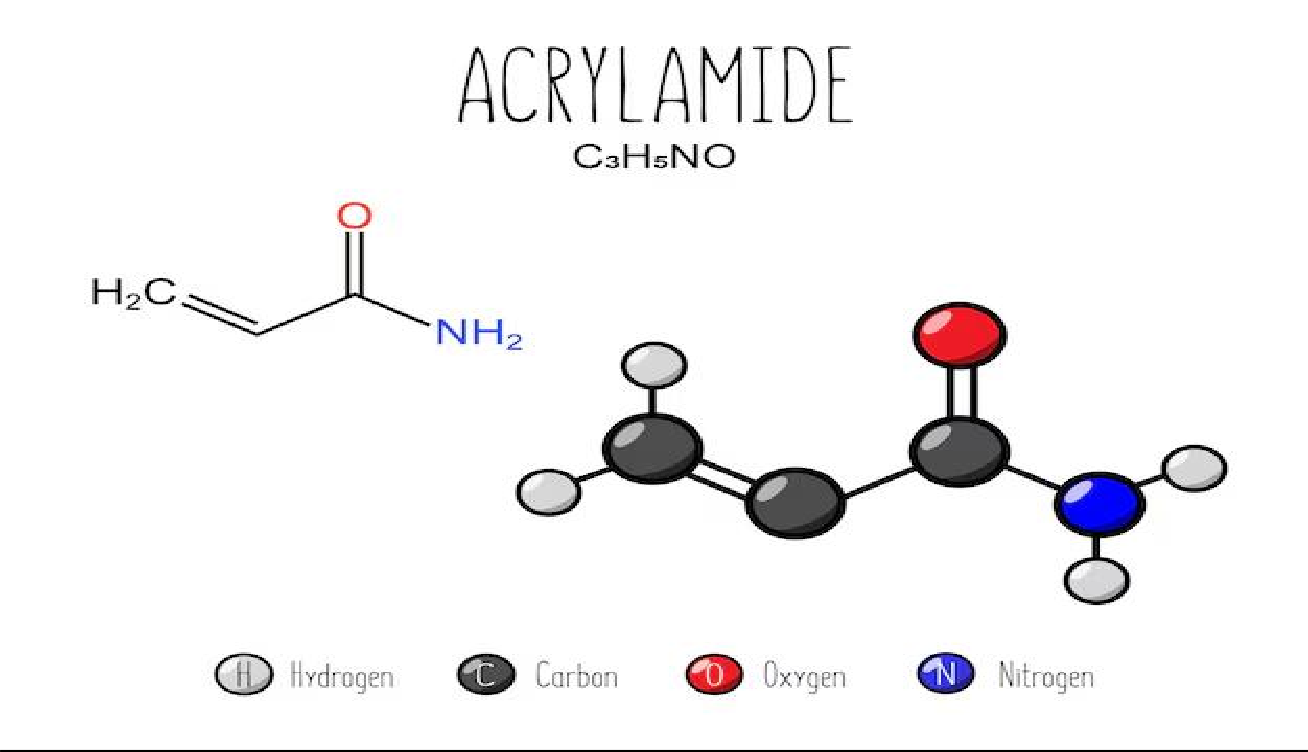 ACRYLAMIDE
C₃H₅NO
O
H₂C
NH₂
H Hydrogen C Carbon O Oxygen N Nitrogen